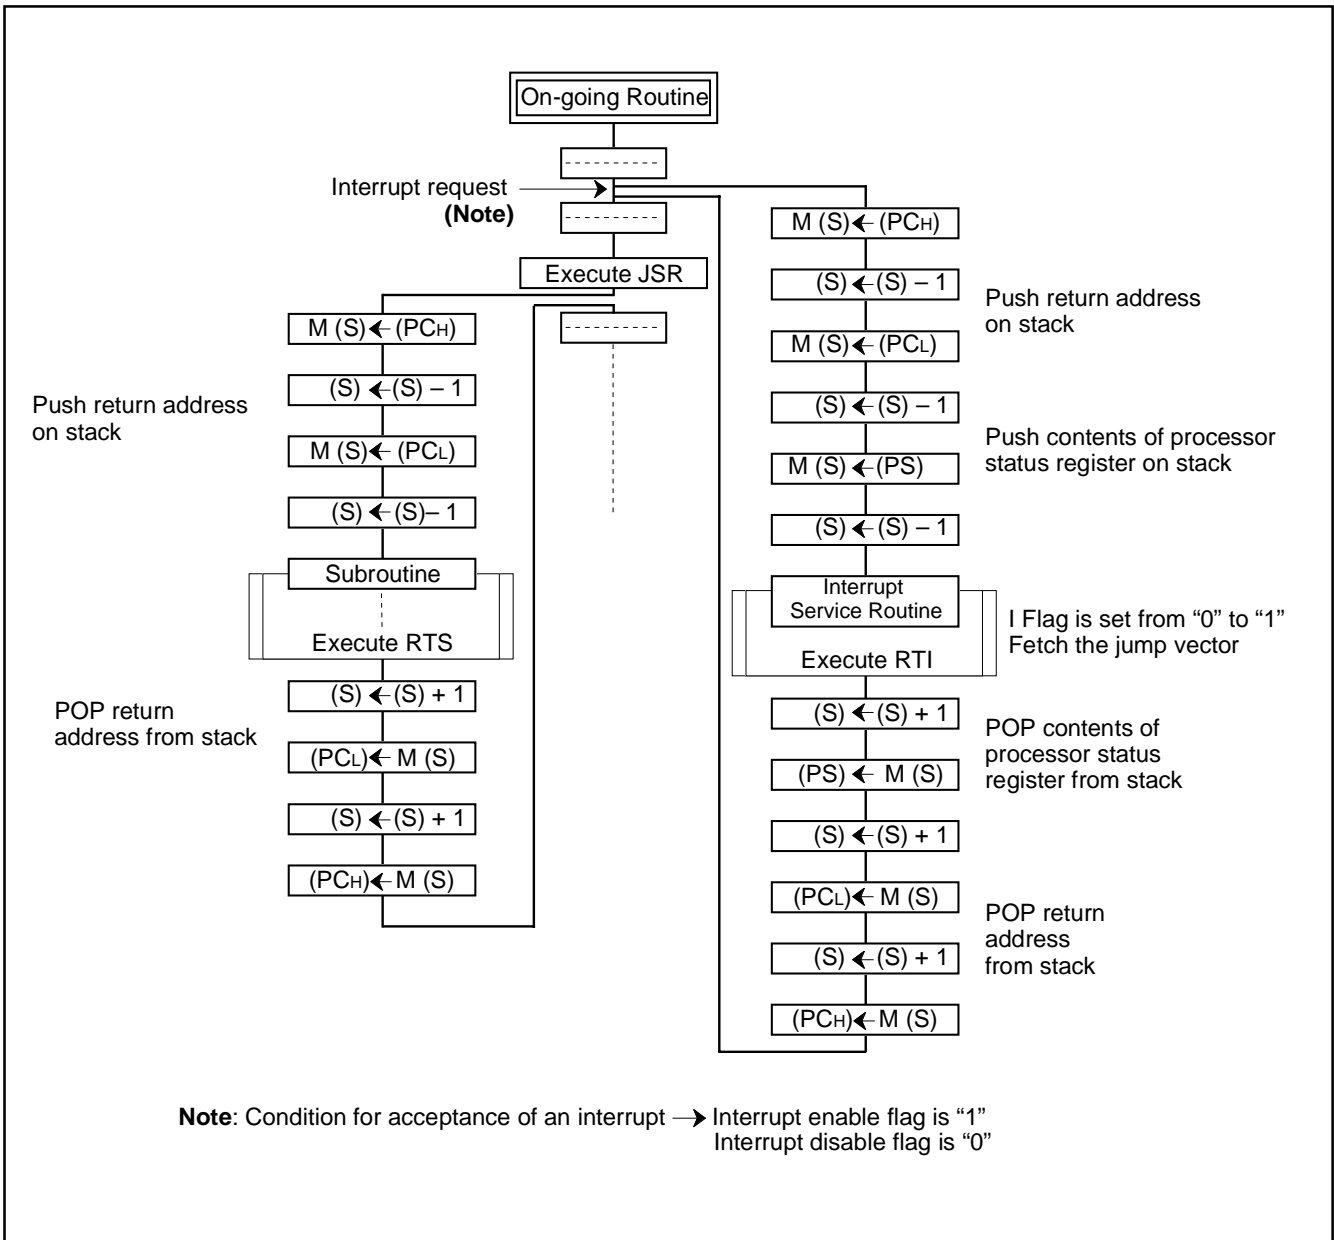 On-going Routine
Interrupt request
(Note)
Execute JSR
M (S) ← (PCH)
(S) ← (S) – 1
M (S) ← (PCL)
(S) ← (S)– 1
Push return address
on stack
Subroutine
Execute RTS
(S) ← (S) + 1
(PCL) ← M (S)
(S) ← (S) + 1
(PCH) ← M (S)
POP return
address from stack
M (S) ← (PCH)
(S) ← (S) – 1
M (S) ← (PCL)
(S) ← (S) – 1
M (S) ← (PS)
(S) ← (S) – 1
Push return address
on stack
Push contents of processor
status register on stack
Interrupt
Service Routine
Execute RTI
I Flag is set from “0” to “1”
Fetch the jump vector
(S) ← (S) + 1
(PS) ← M (S)
(S) ← (S) + 1
(PCL) ← M (S)
(S) ← (S) + 1
(PCH) ← M (S)
POP contents of
processor status
register from stack
POP return
address
from stack
Note: Condition for acceptance of an interrupt → Interrupt enable flag is “1”
Interrupt disable flag is “0”